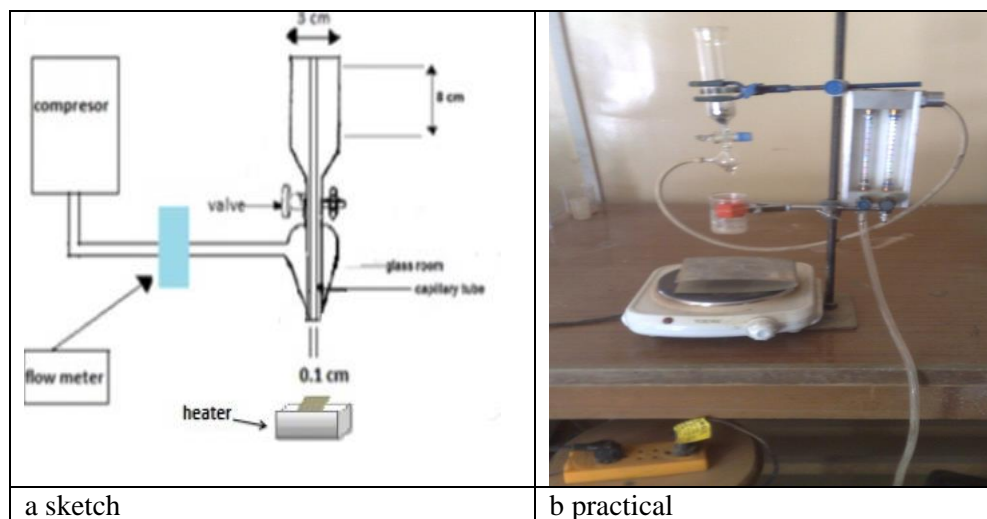 3 cm
compresor
8 cm
valve
glass room
capillary tube
flow meter
0.1 cm
heater
a sketch
b practical